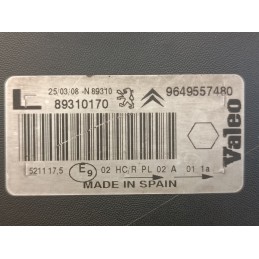 25/03/08 -N 89310
L 89310170 9649557480
Valeo
5211 17,5 E9 02 HC/R PL 02 A 01 1a
MADE IN SPAIN